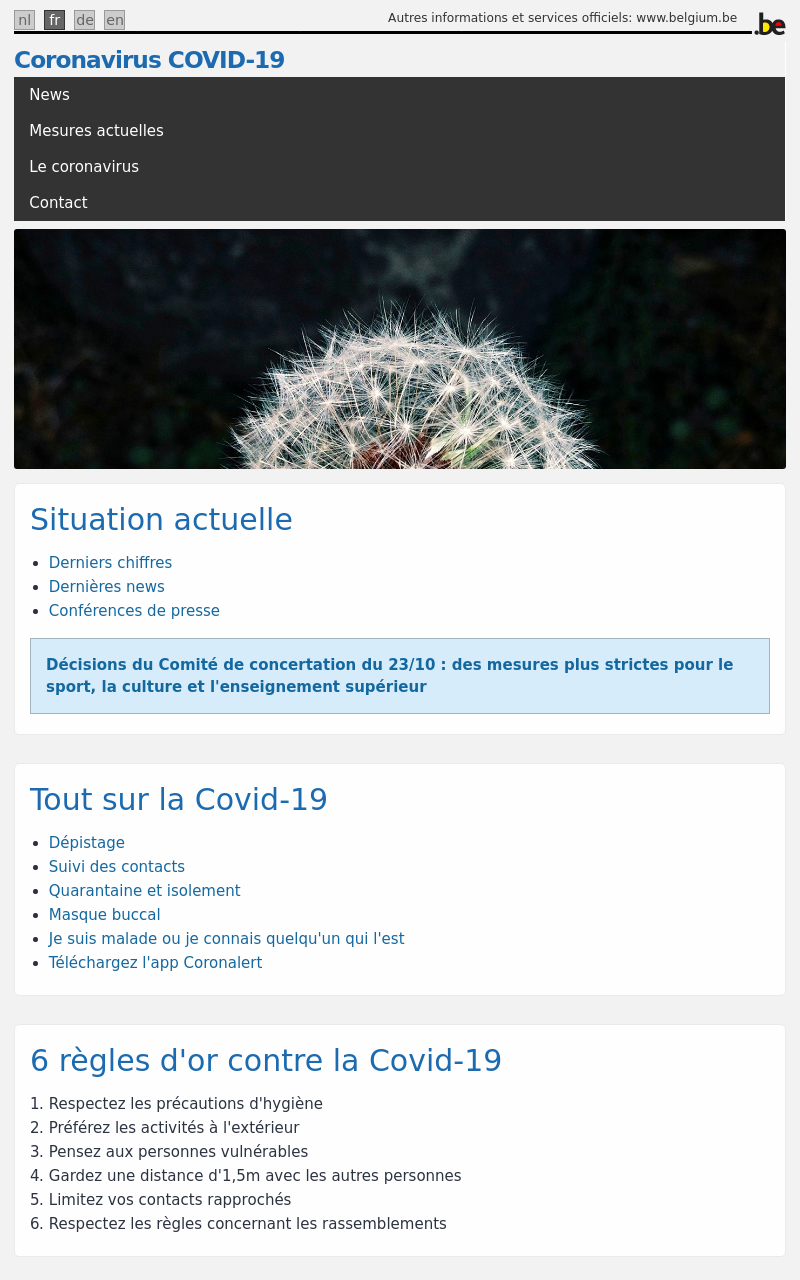 nl fr de en
Autres informations et services officiels: www.belgium.be
.be
Coronavirus COVID-19
News
Mesures actuelles
Le coronavirus
Contact
Situation actuelle
• Derniers chiffres
• Dernières news
• Conférences de presse
Décisions du Comité de concertation du 23/10 : des mesures plus strictes pour le
sport, la culture et l'enseignement supérieur
Tout sur la Covid-19
• Dépistage
• Suivi des contacts
• Quarantaine et isolement
• Masque buccal
• Je suis malade ou je connais quelqu'un qui l'est
• Téléchargez l'app Coronalert
6 règles d'or contre la Covid-19
1. Respectez les précautions d'hygiène
2. Préférez les activités à l'extérieur
3. Pensez aux personnes vulnérables
4. Gardez une distance d'1,5m avec les autres personnes
5. Limitez vos contacts rapprochés
6. Respectez les règles concernant les rassemblements